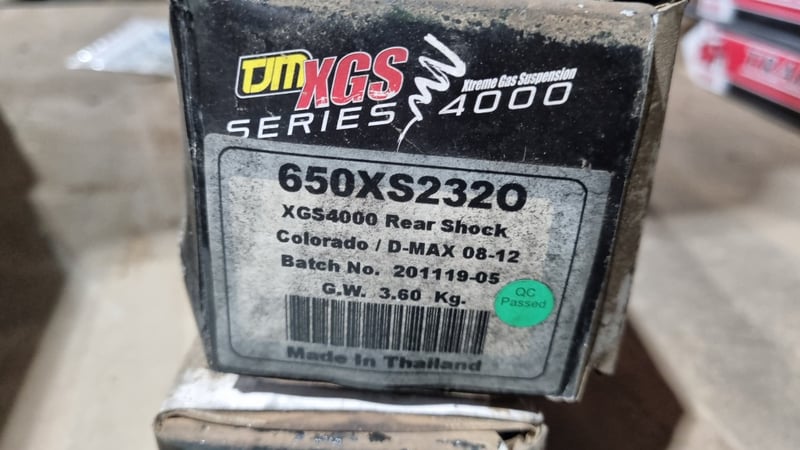 TJM XGS
Xtreme Gas Suspension
SERIES 4000
650XS232O
XGS4000 Rear Shock
Colorado / D-MAX 08-12
Batch No. 201119-05
G.W. 3.60 Kg.
QC
Passed
Made In Thailand